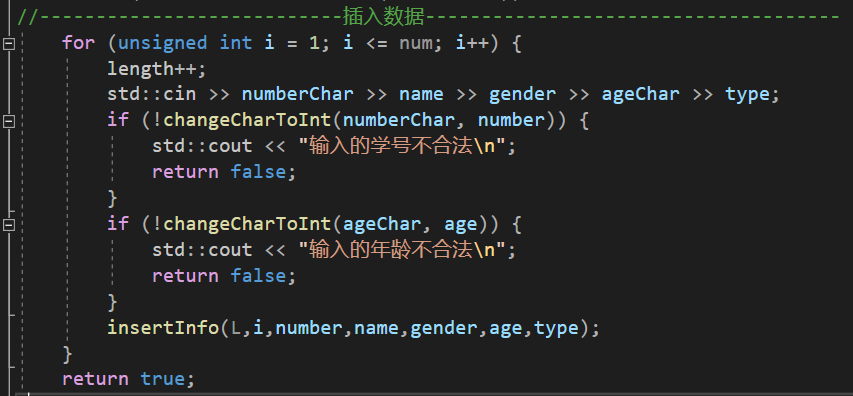 //---------------------------插入数据-------------------------------------
for (unsigned int i = 1; i <= num; i++) {
length++;
std::cin >> numberChar >> name >> gender >> ageChar >> type;
if (!changeCharToInt(numberChar, number)) {
std::cout << "输入的学号不合法\n";
return false;
}
if (!changeCharToInt(ageChar, age)) {
std::cout << "输入的年龄不合法\n";
return false;
}
insertInfo(L,i,number,name,gender,age,type);
}
return true;